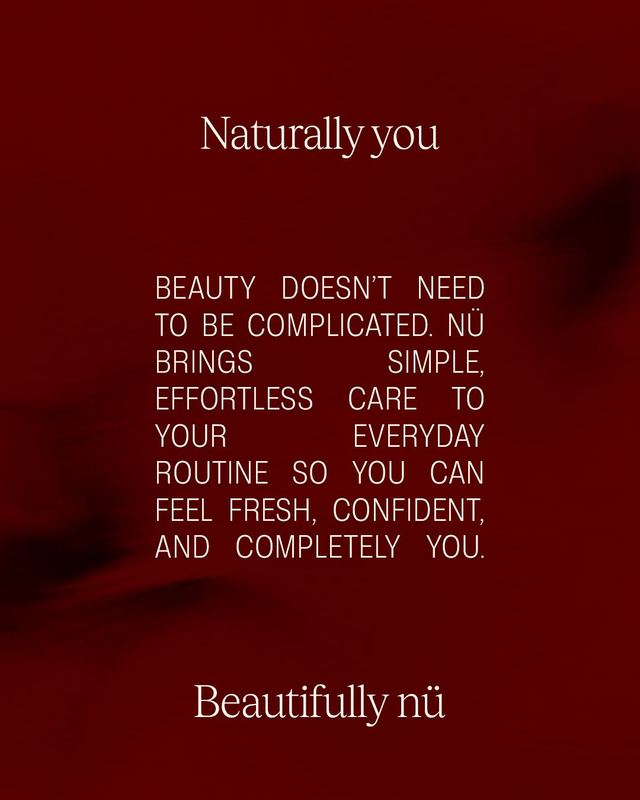 Naturally you
BEAUTY DOESN’T NEED
TO BE COMPLICATED. NÜ
BRINGS SIMPLE,
EFFORTLESS CARE TO
YOUR EVERYDAY
ROUTINE SO YOU CAN
FEEL FRESH, CONFIDENT,
AND COMPLETELY YOU.
Beautifully nü